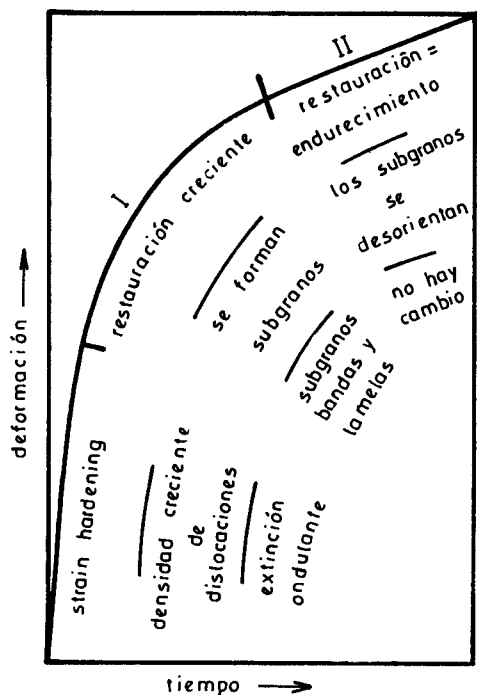 II
restauración =
endurecimiento
los subgranos
se
desorientan
no hay
cambio
I
restauración creciente
se forman
subgranos
subgranos
bandas y
lamelas
strain hardening
densidad creciente
de
dislocaciones
extinción
ondulante
deformación
tiempo